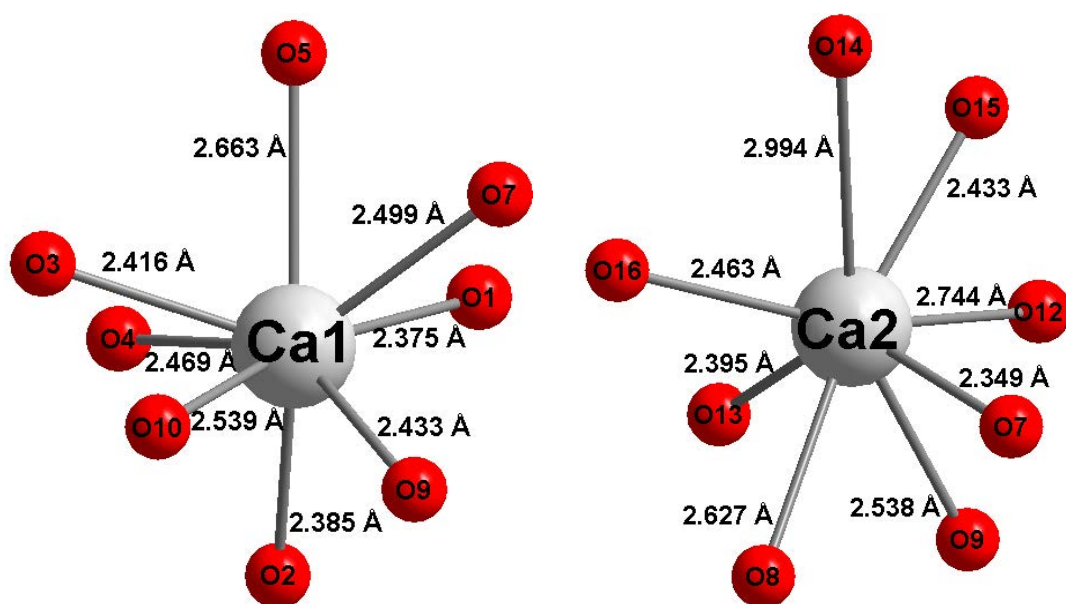 O5
2.663 Å
O7
2.499 Å
O3
2.416 Å
O1
2.375 Å
Ca1
O4
2.469 Å
O10
2.539 Å
2.433 Å
O9
2.385 Å
O2
O14
O15
2.994 Å
2.433 Å
O16
2.463 Å
2.744 Å
O12
Ca2
2.395 Å
2.349 Å
O13
O7
2.627 Å
2.538 Å
O9
O8